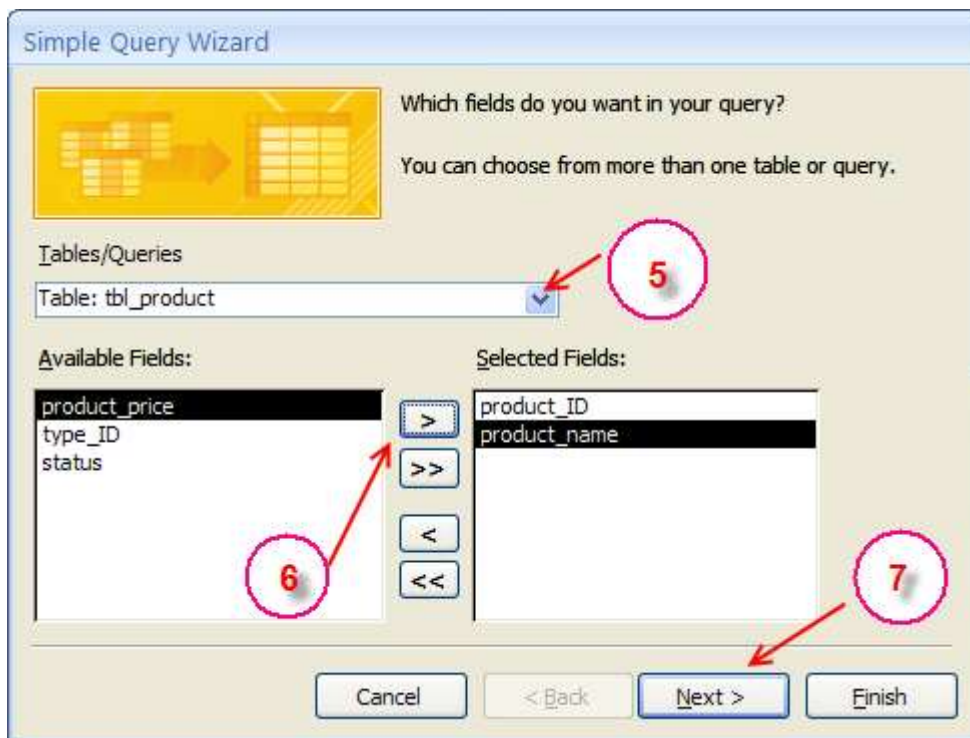 Simple Query Wizard
Which fields do you want in your query?
You can choose from more than one table or query.
Tables/Queries
Table: tbl_product
5
Available Fields:
Selected Fields:
product_price
type_ID
status
>
>>
<
<<
product_ID
product_name
6
7
Cancel
< Back
Next >
Finish